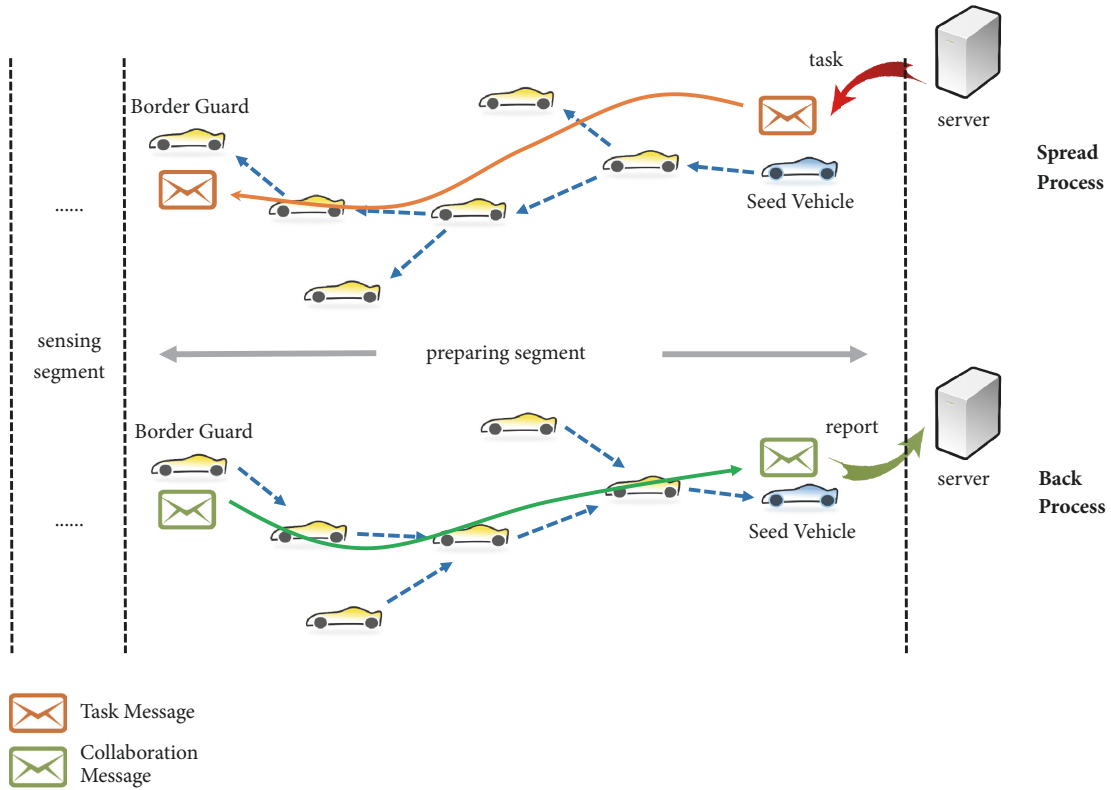 task
Border Guard
server
Spread
Process
......
Seed Vehicle
sensing
segment
preparing segment
Border Guard
report
server
Back
Process
......
Seed Vehicle
Task Message
Collaboration
Message